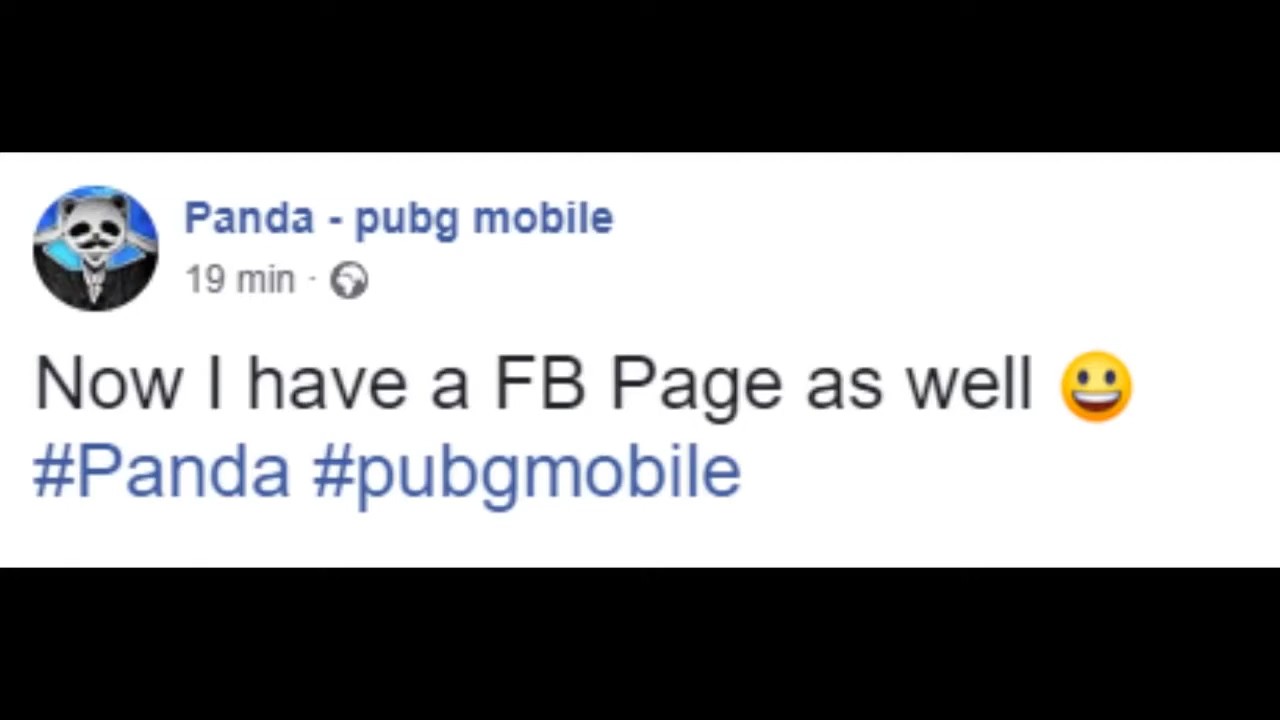 Panda - pubg mobile
19 min ·
Now I have a FB Page as well 😃
#Panda #pubgmobile